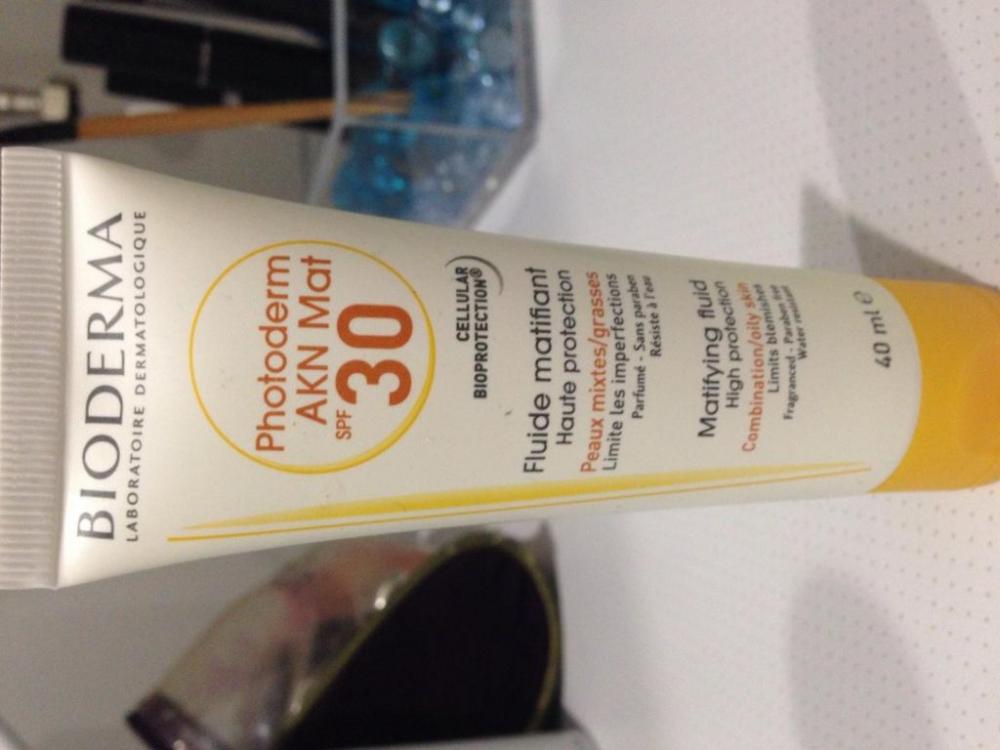 BIODERMA
LABORATOIRE DERMATOLOGIQUE
Photoderm
AKN Mat
SPF 30
CELLULAR
BIOPROTECTION®
Fluide matifiant
Haute protection
Peaux mixtes/grasses
Limite les imperfections
Parfumé - Sans paraben
Résiste à l'eau
Matifying fluid
High protection
Combination/oily skin
Limits blemishes
Fragranced - Paraben free
Water resistant
40 ml ℮